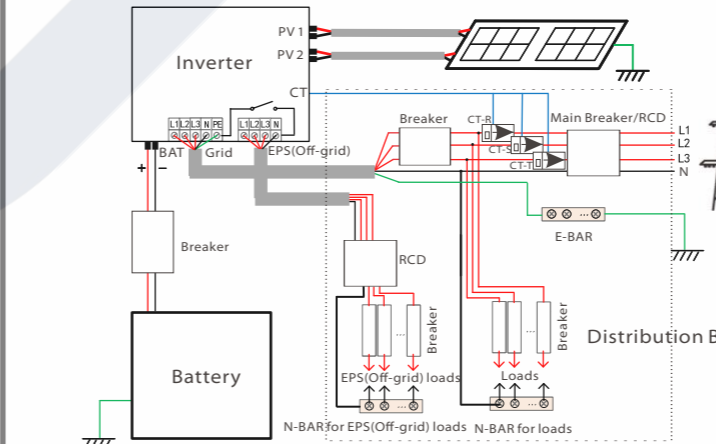 PV 1
PV 2
Inverter
CT
L1 L2 L3 N PE
L1 L2 L3 N
BAT
Grid
EPS(Off-grid)
+
−
Breaker
CT-R
CT-S
CT-T
Main Breaker/RCD
L1
L2
L3
N
E-BAR
Breaker
RCD
...
Breaker
...
Breaker
Distribution B
Battery
EPS(Off-grid) loads
Loads
N-BAR for EPS(Off-grid) loads
N-BAR for loads